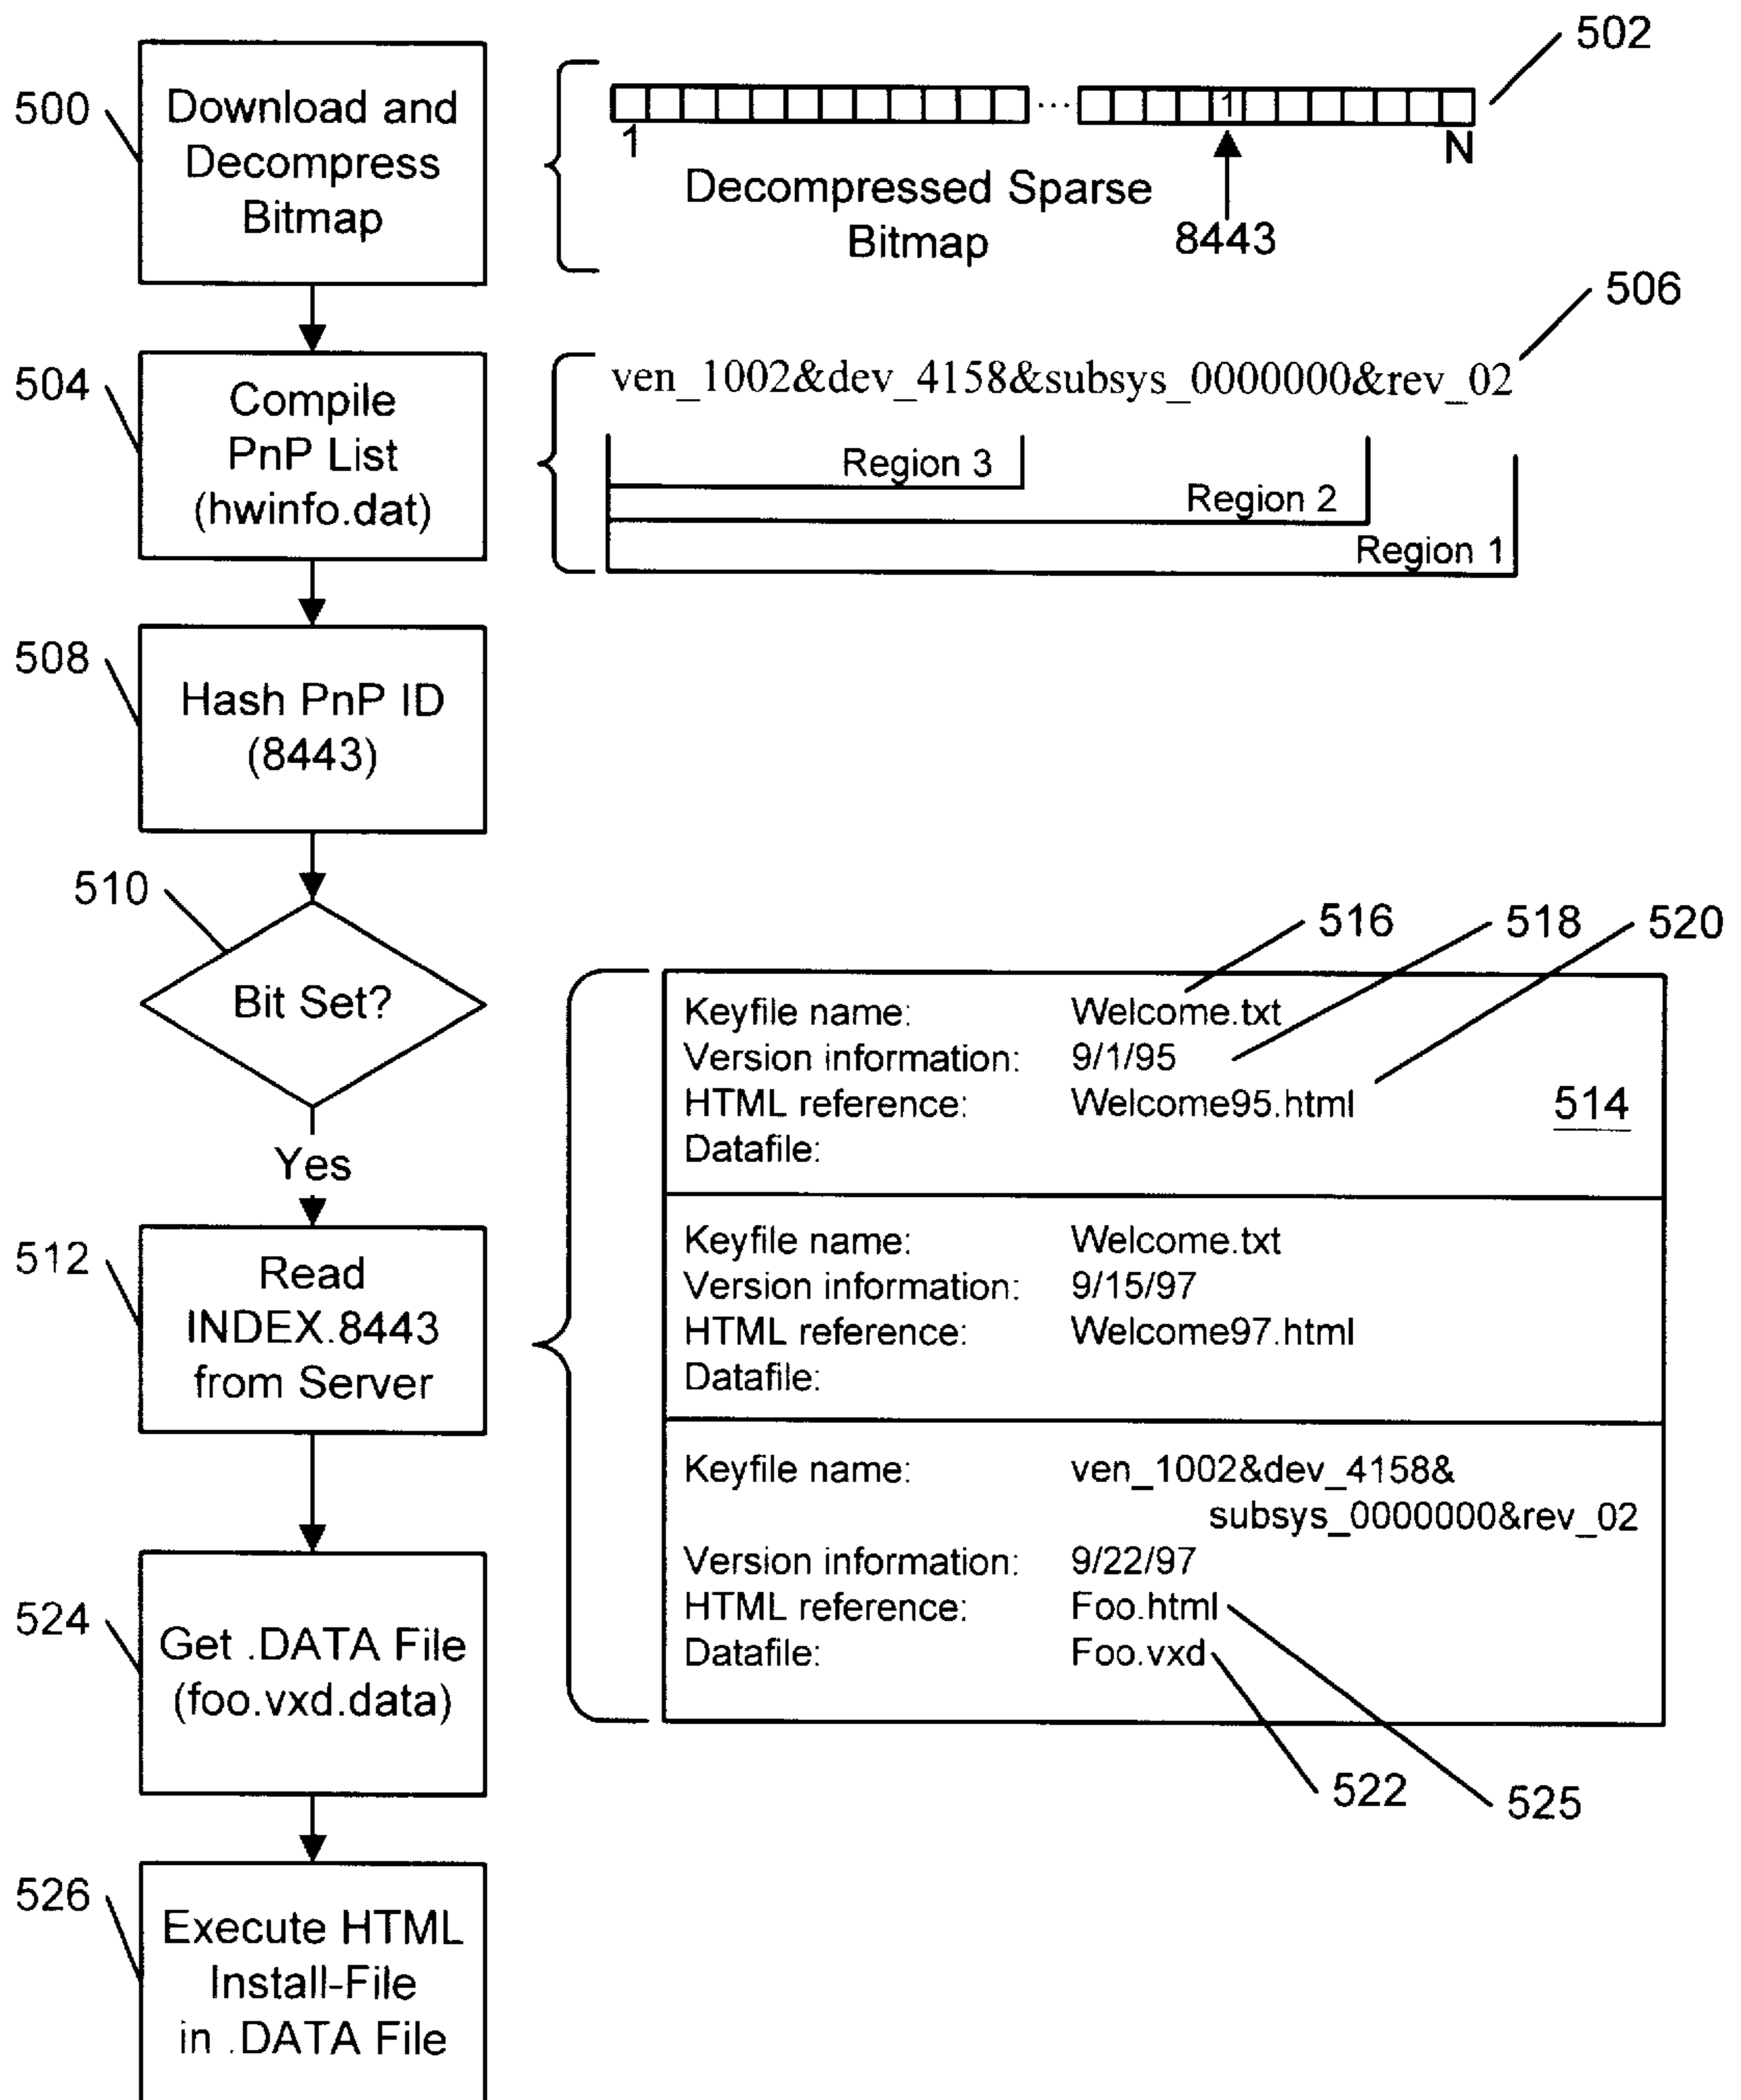 502
500
Download and
Decompress
Bitmap
1
...
1
N
Decompressed Sparse
Bitmap
8443
506
504
Compile
PnP List
(hwinfo.dat)
ven_1002&dev_4158&subsys_0000000&rev_02
Region 3
Region 2
Region 1
508
Hash PnP ID
(8443)
510
Bit Set?
Yes
516
518
520
Keyfile name: Welcome.txt
Version information: 9/1/95
HTML reference: Welcome95.html
514
Datafile:
Keyfile name: Welcome.txt
Version information: 9/15/97
HTML reference: Welcome97.html
Datafile:
Keyfile name: ven_1002&dev_4158&
subsys_0000000&rev_02
Version information: 9/22/97
HTML reference: Foo.html
Datafile: Foo.vxd
522
525
512
Read
INDEX.8443
from Server
524
Get .DATA File
(foo.vxd.data)
526
Execute HTML
Install-File
in .DATA File